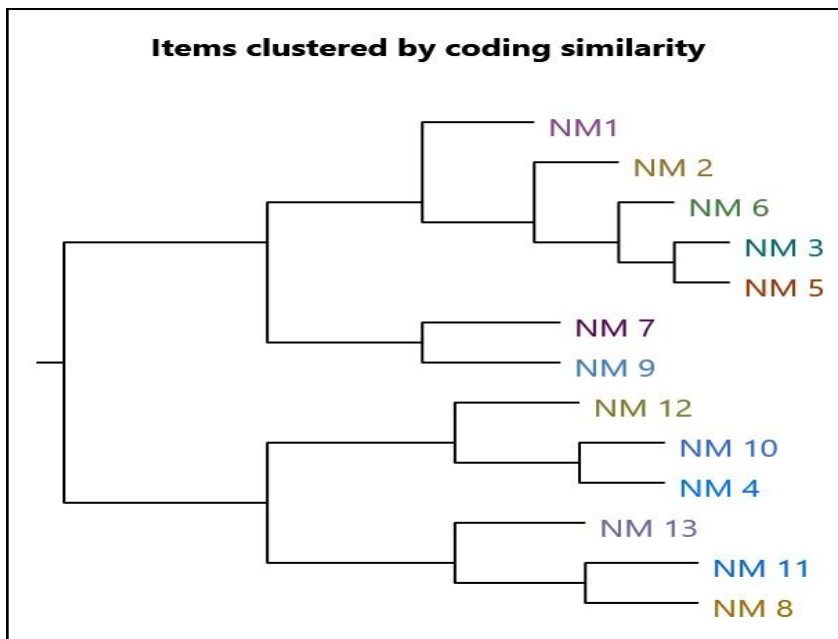 Items clustered by coding similarity
NM1
NM 2
NM 6
NM 3
NM 5
NM 7
NM 9
NM 12
NM 10
NM 4
NM 13
NM 11
NM 8